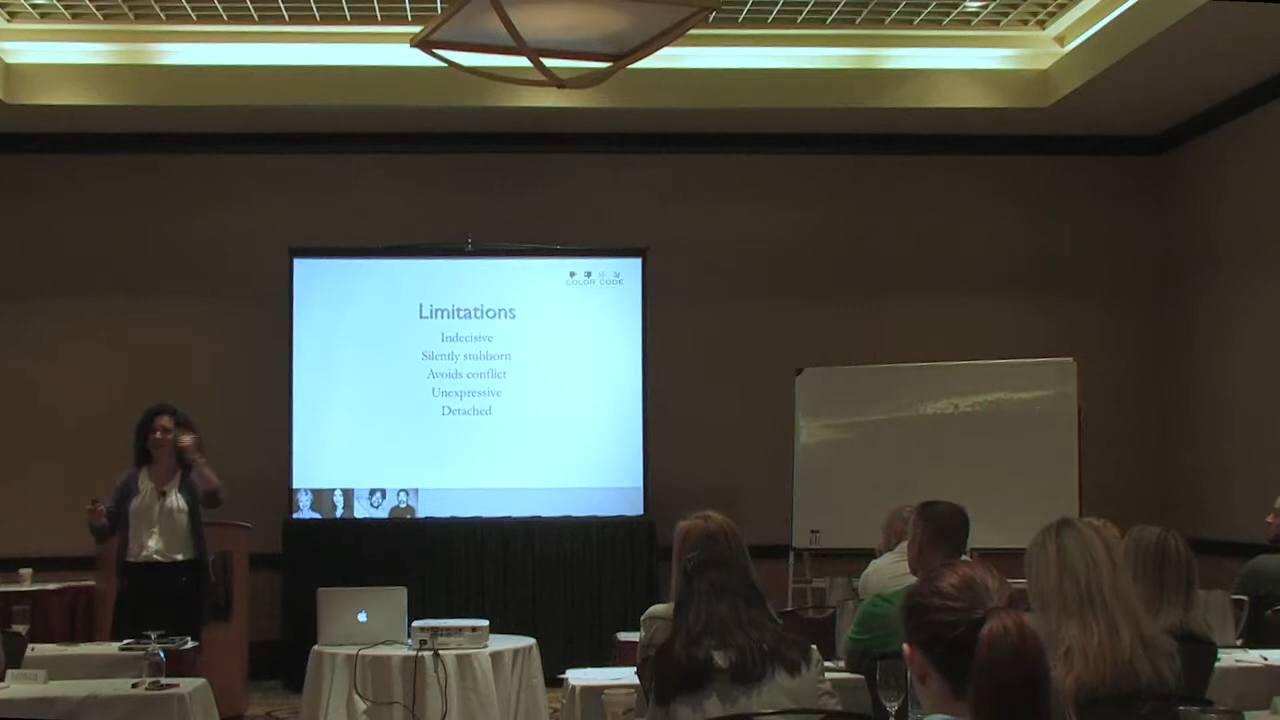 COLOR CODE
Limitations
Indecisive
Silently stubborn
Avoids conflict
Unexpressive
Detached